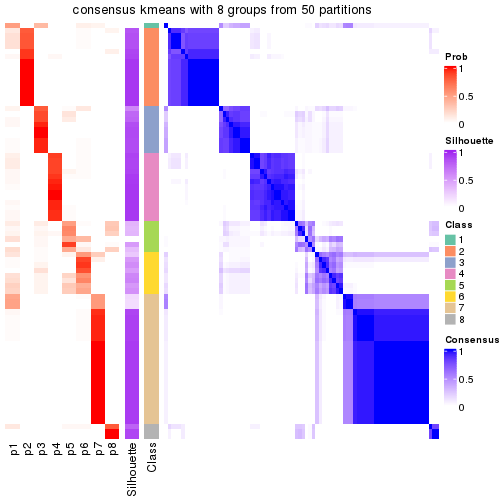 consensus kmeans with 8 groups from 50 partitions
Prob
1
0.5
0
Silhouette
1
0.5
0
Class
1
2
3
4
5
6
7
8
Consensus
1
0.5
0
p1
p2
p3
p4
p5
p6
p7
p8
Silhouette
Class